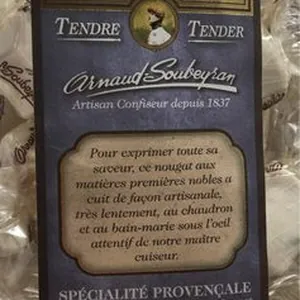 TENDRE TENDER
Arnaud Soubeyran
Artisan Confiseur depuis 1837
Pour exprimer toute sa
saveur, ce nougat aux
matières premières nobles a
cuit de façon artisanale,
très lentement, au chaudron
et au bain-marie sous l'oeil
attentif de notre maître
cuiseur.
SPÉCIALITÉ PROVENÇALE